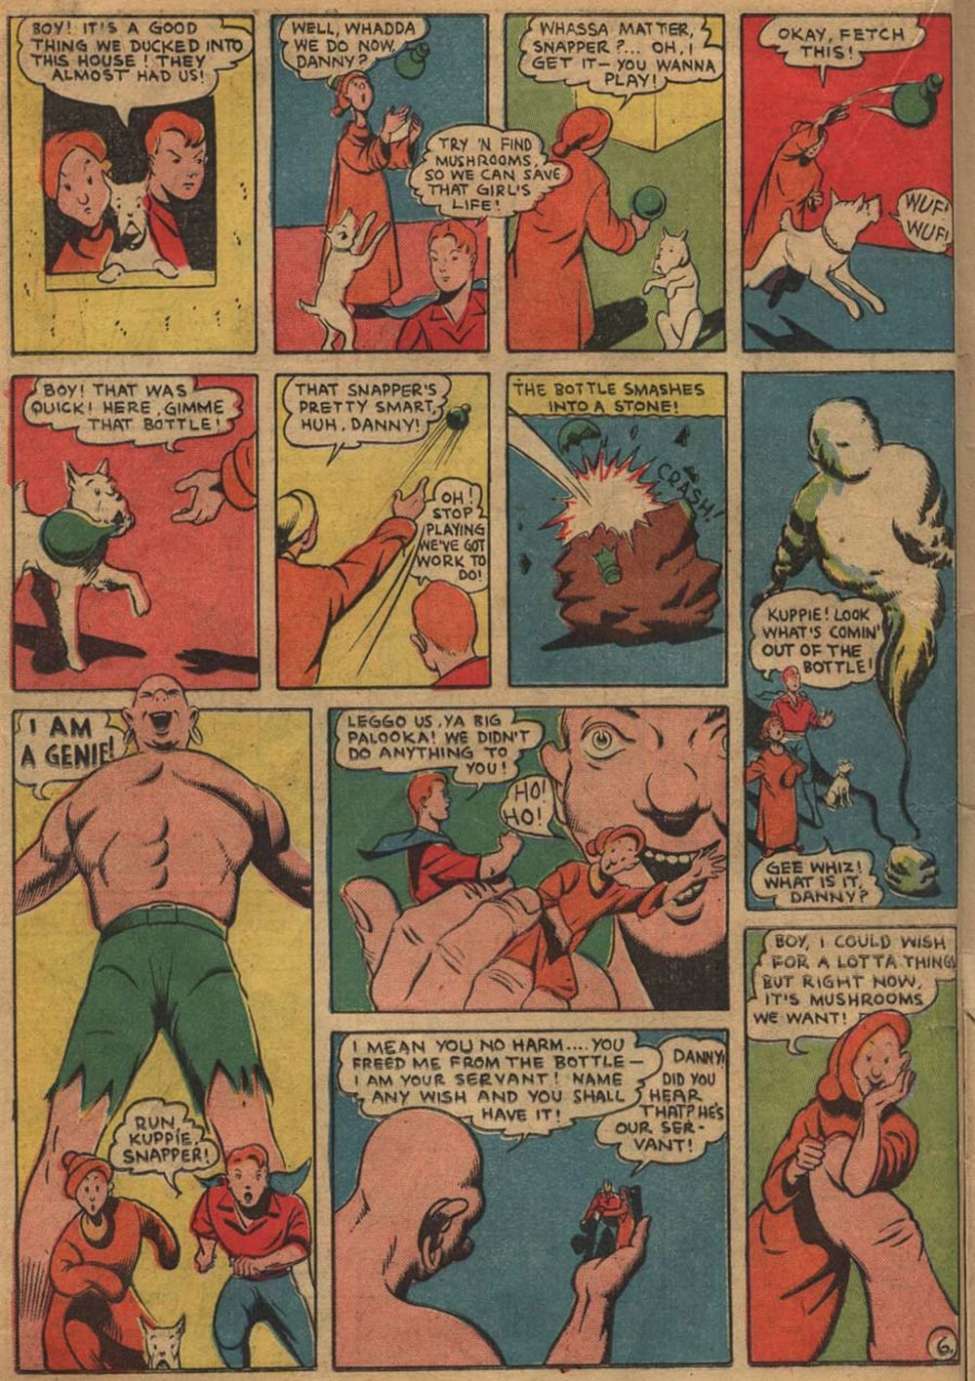 BOY! IT'S A GOOD
THING WE DUCKED INTO
THIS HOUSE! THEY
ALMOST HAD US!
WELL, WHADDA
WE DO NOW,
DANNY?
TRY 'N FIND
MUSHROOMS,
SO WE CAN SAVE
THAT GIRL'S
LIFE!
WHASSA MATTER,
SNAPPER?... OH, I
GET IT- YOU WANNA
PLAY!
OKAY, FETCH
THIS!
WUF!
WUF!
BOY! THAT WAS
QUICK! HERE, GIMME
THAT BOTTLE!
THAT SNAPPER'S
PRETTY SMART,
HUH, DANNY!
OH!
STOP
PLAYING
WE'VE GOT
WORK TO
DO!
THE BOTTLE SMASHES
INTO A STONE!
CRASH!
KUPPIE! LOOK
WHAT'S COMIN'
OUT OF THE
BOTTLE!
GEE WHIZ!
WHAT IS IT,
DANNY?
I AM
A GENIE!
RUN,
KUPPIE,
SNAPPER!
LEGGO US, YA BIG
PALOOKA! WE DIDN'T
DO ANYTHING TO
YOU!
HO!
HO!
I MEAN YOU NO HARM....YOU
FREED ME FROM THE BOTTLE-
I AM YOUR SERVANT! NAME
ANY WISH AND YOU SHALL
HAVE IT!
DANNY!
DID YOU
HEAR
THAT? HE'S
OUR SER-
VANT!
BOY, I COULD WISH
FOR A LOTTA THINGS
BUT RIGHT NOW,
IT'S MUSHROOMS
WE WANT!
6.